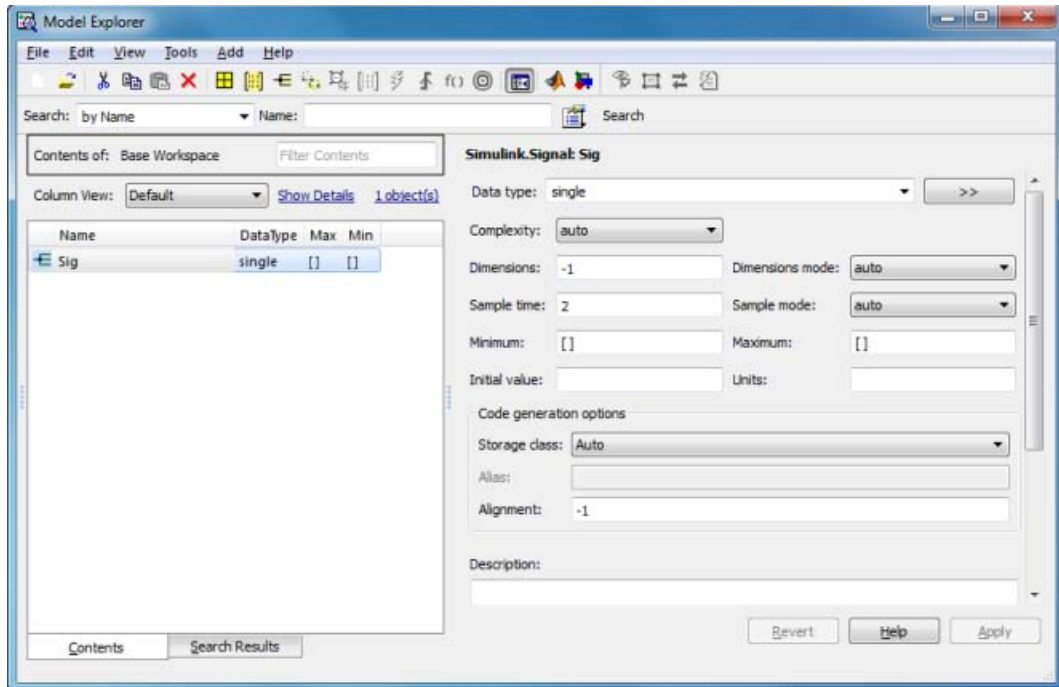 Model Explorer
File Edit View Tools Add Help
f()
Search: by Name Name: Search
Contents of: Base Workspace Filter Contents
Column View: Default Show Details 1 object(s)
Name DataType Max Min
Sig single [] []
Contents Search Results
Simulink.Signal: Sig
Data type: single >>
Complexity: auto
Dimensions: -1 Dimensions mode: auto
Sample time: 2 Sample mode: auto
Minimum: [] Maximum: []
Initial value: Units:
Code generation options
Storage class: Auto
Alias:
Alignment: -1
Description:
Revert Help Apply